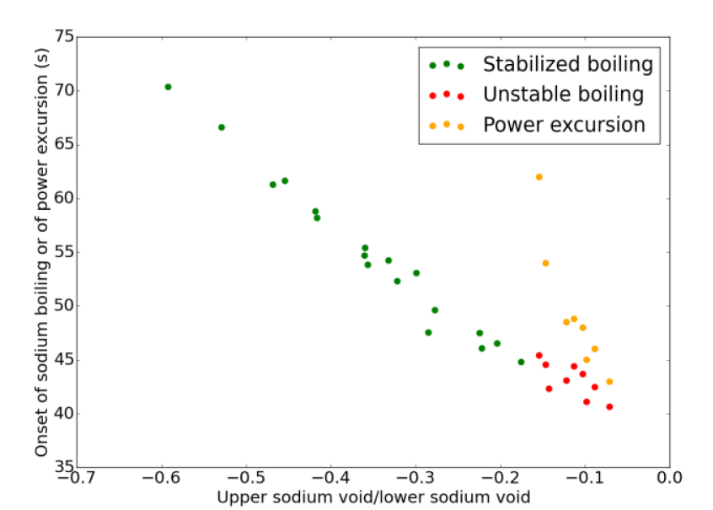 75
70
65
60
55
50
45
40
35
Onset of sodium boiling or of power excursion (s)
Stabilized boiling
Unstable boiling
Power excursion
−0.7 −0.6 −0.5 −0.4 −0.3 −0.2 −0.1 0.0
Upper sodium void/lower sodium void